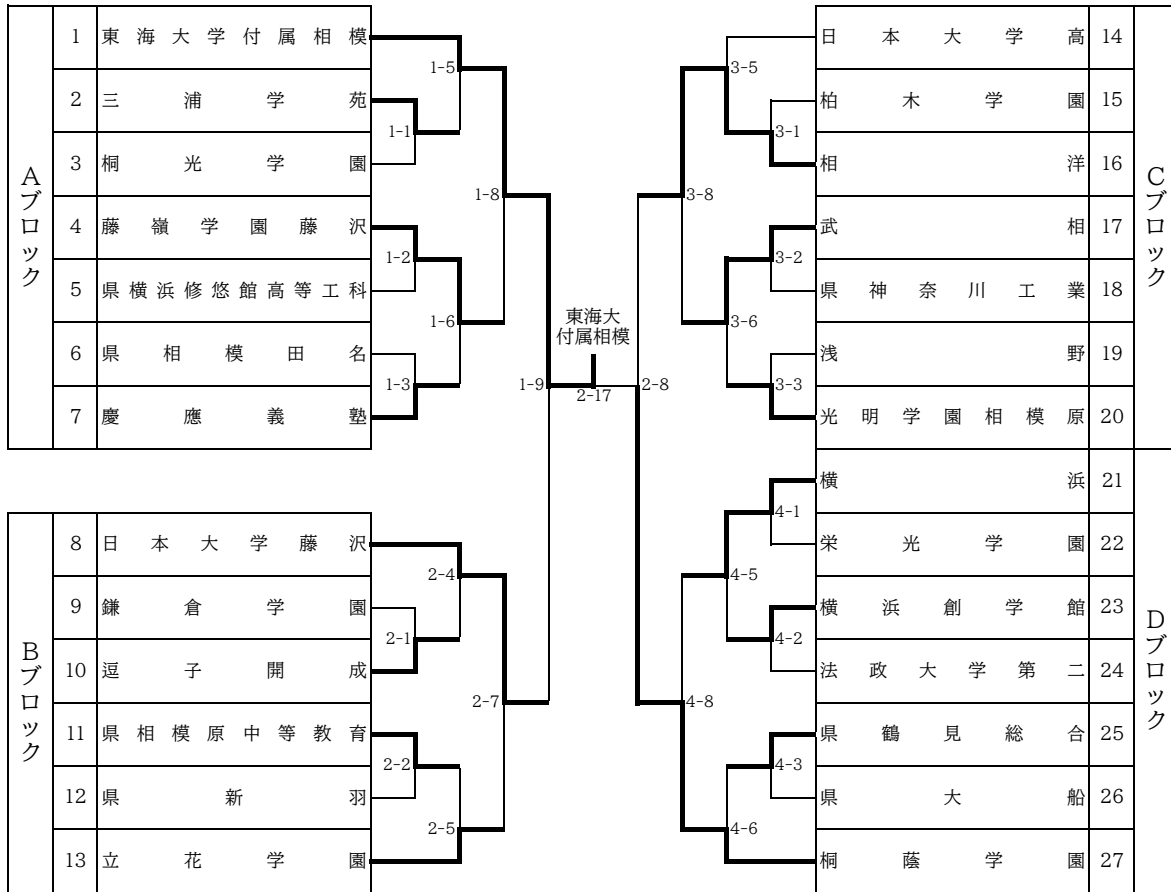 Aブロック
1 東海大学付属相模
2 三浦学苑
3 桐光学園
4 藤嶺学園藤沢
5 県横浜修悠館高等工科
6 県相模田名
7 慶應義塾
1-5
1-1
1-8
1-2
1-6
1-3
1-9
Bブロック
8 日本大学藤沢
9 鎌倉学園
10 逗子開成
11 県相模原中等教育
12 県新羽
13 立花学園
2-4
2-1
2-7
2-2
2-5
東海大
付属相模
2-17
2-8
Cブロック
日本大学高 14
柏木学園 15
相洋 16
武相 17
県神奈川工業 18
浅野 19
光明学園相模原 20
3-5
3-1
3-8
3-2
3-6
3-3
Dブロック
横浜 21
栄光学園 22
横浜創学館 23
法政大学第二 24
県鶴見総合 25
県大船 26
桐蔭学園 27
4-1
4-5
4-2
4-8
4-3
4-6